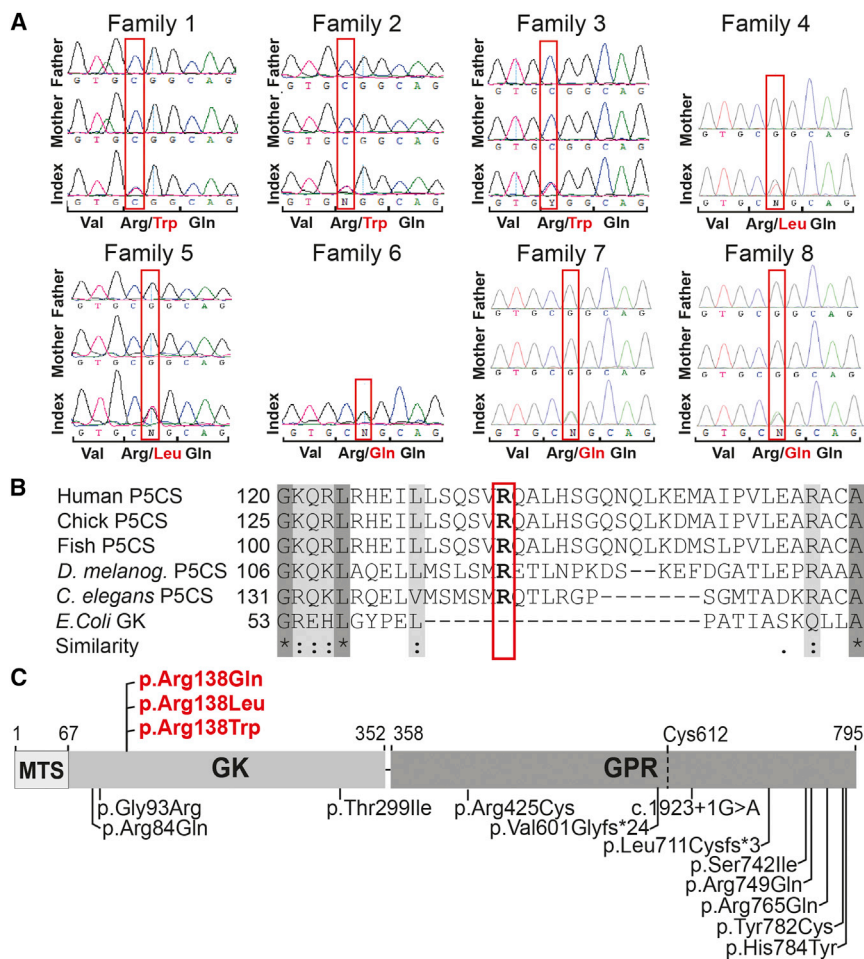 A
Family 1
Family 2
Family 3
Family 4
Father
G T G C G G C A G
Mother
G T G C G G C A G
Index
G T G C G G C A G
Val Arg/Trp Gln
Father
G T G C G G C A G
Mother
G T G C G G C A G
Index
G T G N G G C A G
Val Arg/Trp Gln
Father
G T G C G G C A G
Mother
G T G C G G C A G
Index
G T G Y G G C A G
Val Arg/Trp Gln
Mother
G T G C G G C A G
Index
G T G C N G C A G
Val Arg/Leu Gln
Family 5
Family 6
Family 7
Family 8
Father
G T G C G G C A G
Mother
G T G C G G C A G
Index
G T G C N G C A G
Val Arg/Leu Gln
Index
G T G C N G C A G
Val Arg/Gln Gln
Father
G T G C G G C A G
Mother
G T G C G G C A G
Index
G T G C N G C A G
Val Arg/Gln Gln
Father
G T G C G G C A G
Mother
G T G C G G C A G
Index
G T G C N G C A G
Val Arg/Gln Gln
B
Human P5CS 120 GKQRLRHEILLSQSVRQALHSGQNQLKEMAIPVLEARACA
Chick P5CS 125 GKQRLRHEILLSQSVRQALHSGQSQLKDMAIPVLEARACA
Fish P5CS 100 GKQRLRHEILLSQSVRQALHSGQNQLKDMSLPVLEARACA
D. melanog. P5CS 106 GKQKLAQELLMSLSMRETLNPKDS--KEFDGATLEPRAAA
C. elegans P5CS 131 GRQKLRQELVMSMSMRQTLRGP-------SGMTADKRACA
E.Coli GK 53 GREHLGYPEL-----------------PATIASKQLLA
Similarity * : : : * : . : *
C
p.Arg138Gln
p.Arg138Leu
p.Arg138Trp
1 67 352 358 Cys612 795
MTS GK GPR
p.Gly93Arg p.Thr299Ile p.Arg425Cys c.1923+1G>A
p.Arg84Gln p.Val601Glyfs*24
p.Leu711Cysfs*3
p.Ser742Ile
p.Arg749Gln
p.Arg765Gln
p.Tyr782Cys
p.His784Tyr